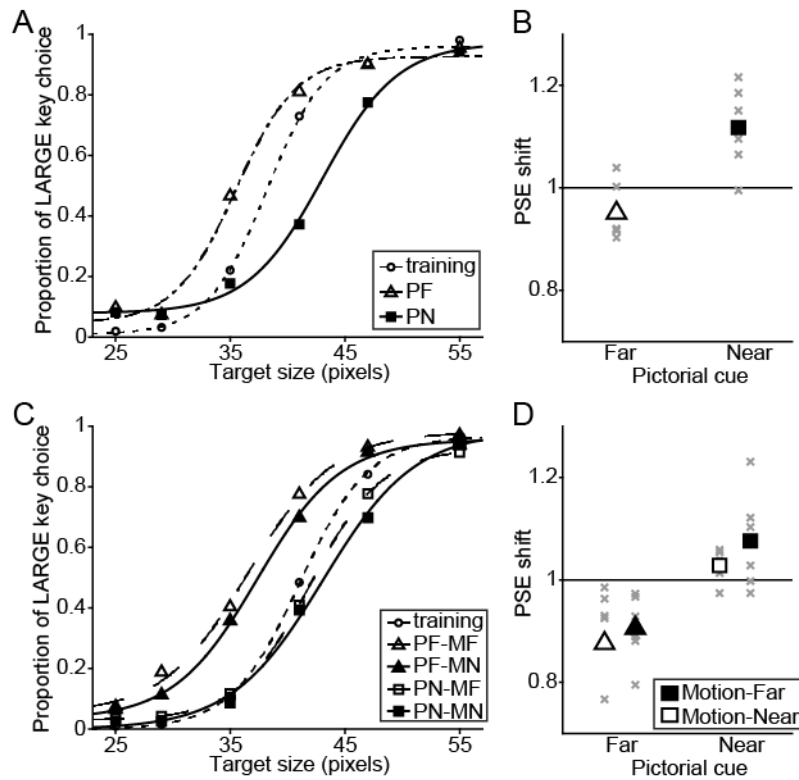 A
Proportion of LARGE key choice
1
0.8
0.6
0.4
0.2
0
25
35
45
55
Target size (pixels)
training
PF
PN
B
PSE shift
1.2
1
0.8
Far
Near
Pictorial cue
C
Proportion of LARGE key choice
1
0.8
0.6
0.4
0.2
0
25
35
45
55
Target size (pixels)
training
PF-MF
PF-MN
PN-MF
PN-MN
D
PSE shift
1.2
1
0.8
Far
Near
Pictorial cue
Motion-Far
Motion-Near